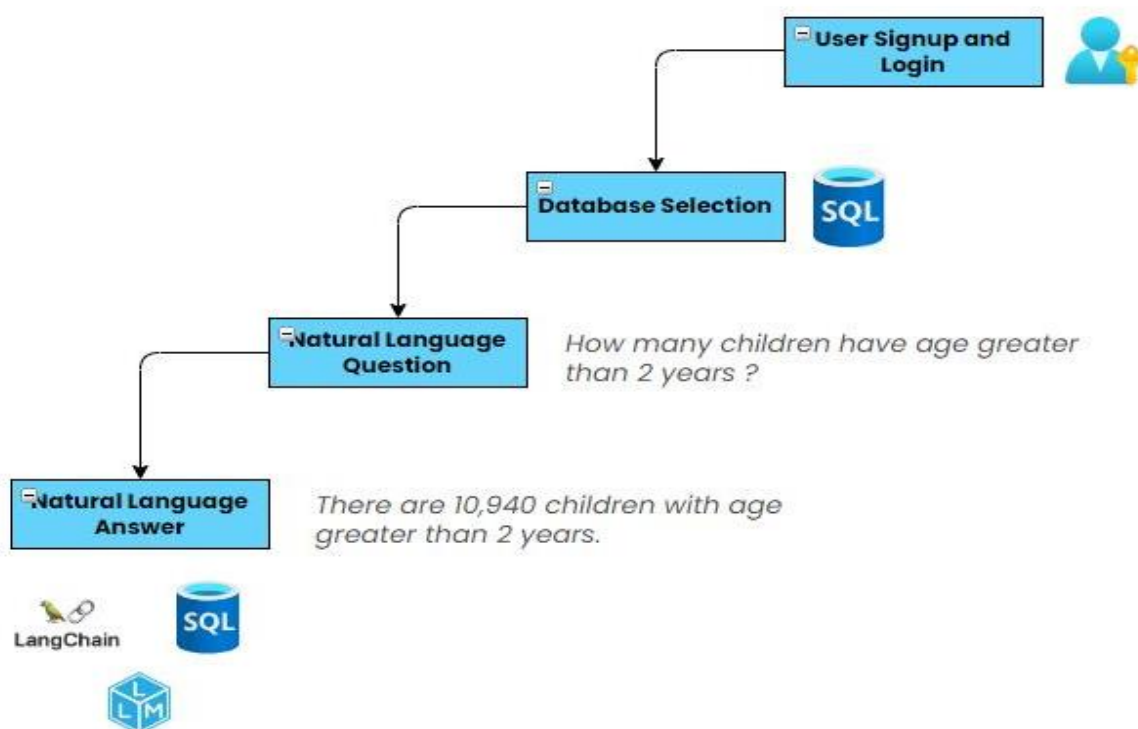 User Signup and
Login
Database Selection
SQL
Natural Language
Question
How many children have age greater
than 2 years ?
Natural Language
Answer
There are 10,940 children with age
greater than 2 years.
LangChain
SQL
L
L M